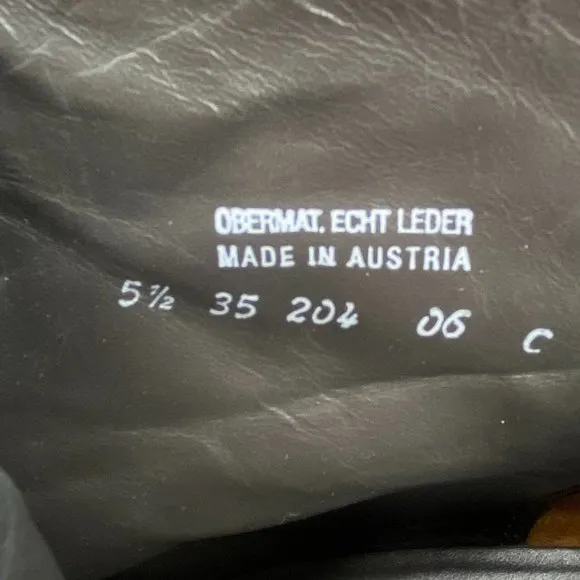 OBERMAT. ECHT LEDER
MADE IN AUSTRIA
5½ 35 204 06 C